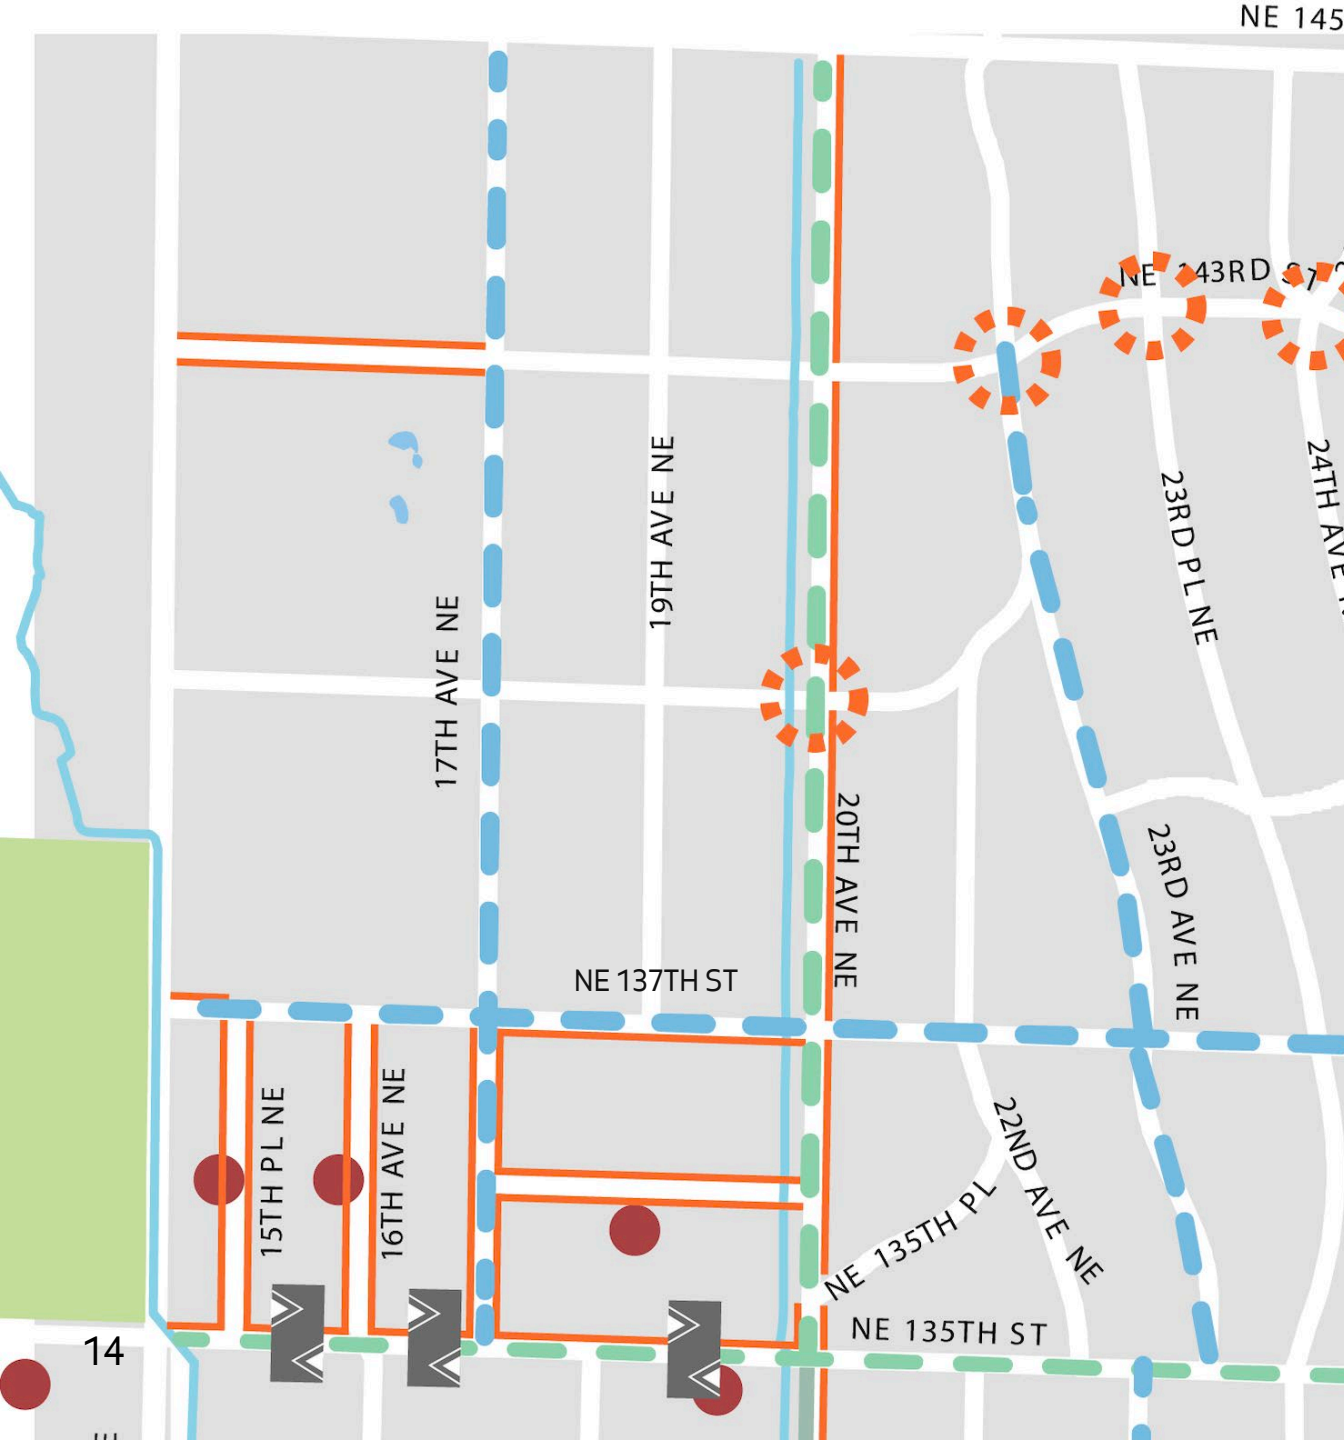 NE 145
NE 143RD ST
19TH AVE NE
23RD PL NE
24TH AVE
17TH AVE NE
20TH AVE NE
23RD AVE NE
NE 137TH ST
15TH PL NE
16TH AVE NE
22ND AVE NE
NE 135TH PL
NE 135TH ST
14